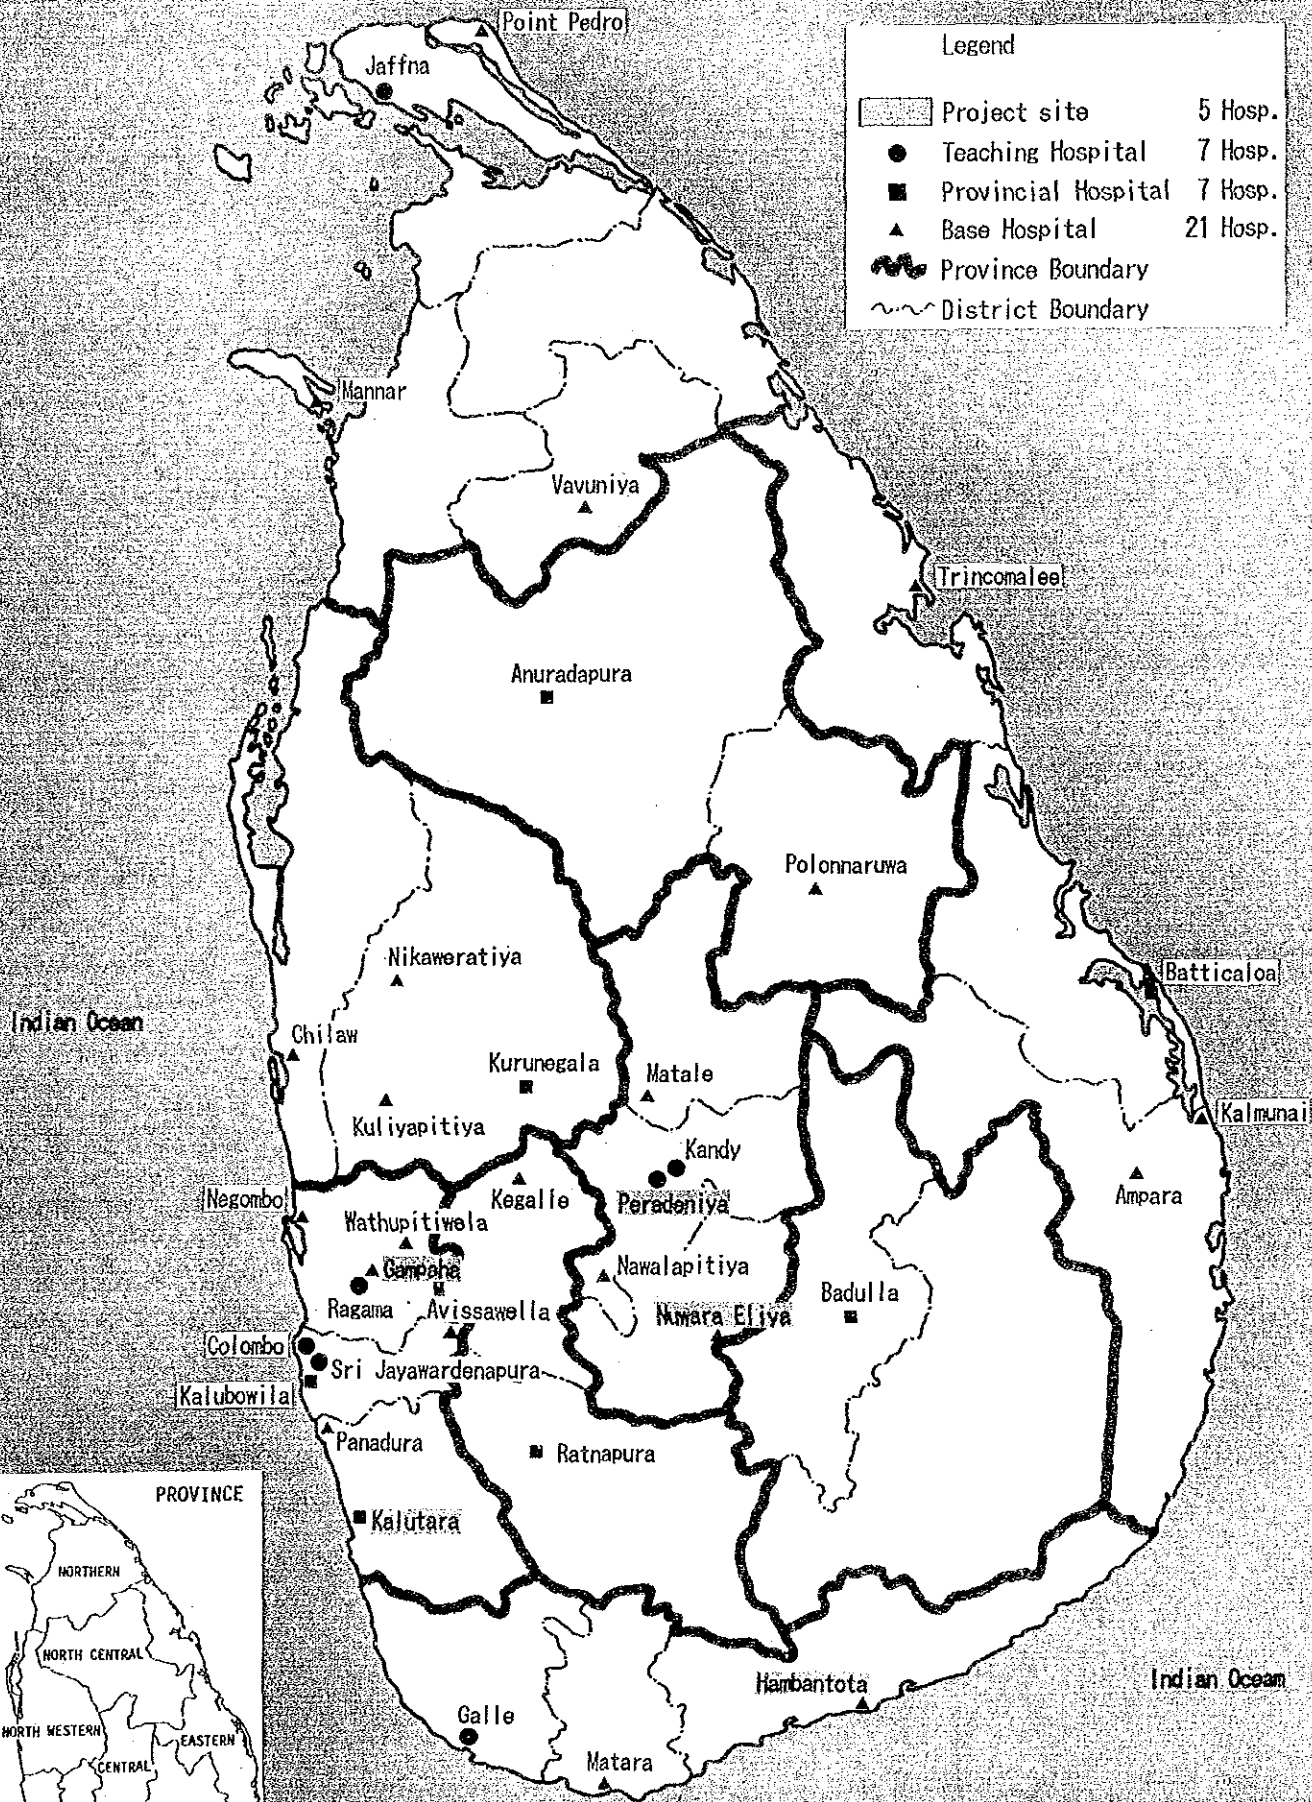 Point Pedro
Jaffna
Legend
Project site 5 Hosp.
Teaching Hospital 7 Hosp.
Provincial Hospital 7 Hosp.
Base Hospital 21 Hosp.
Province Boundary
District Boundary
Mannar
Vavuniya
Trincomalee
Anuradapura
Polonnaruwa
Nikaweratiya
Batticaloa
Indian Ocean
Chilaw
Kurunegala
Matale
Kuliyapitiya
Kalmunai
Kandy
Peradeniya
Negombo
Kegalle
Ampara
Wathupitiwela
Gampaha
Nawalapitiya
Ragama
Avissawella
Badulla
Nuwara Eliya
Colombo
Sri Jayawardenapura
Kalubowila
Panadura
Ratnapura
Kalutara
PROVINCE
NORTHERN
NORTH CENTRAL
NORTH WESTERN
EASTERN
CENTRAL
Hambantota
Indian Oceam
Galle
Matara